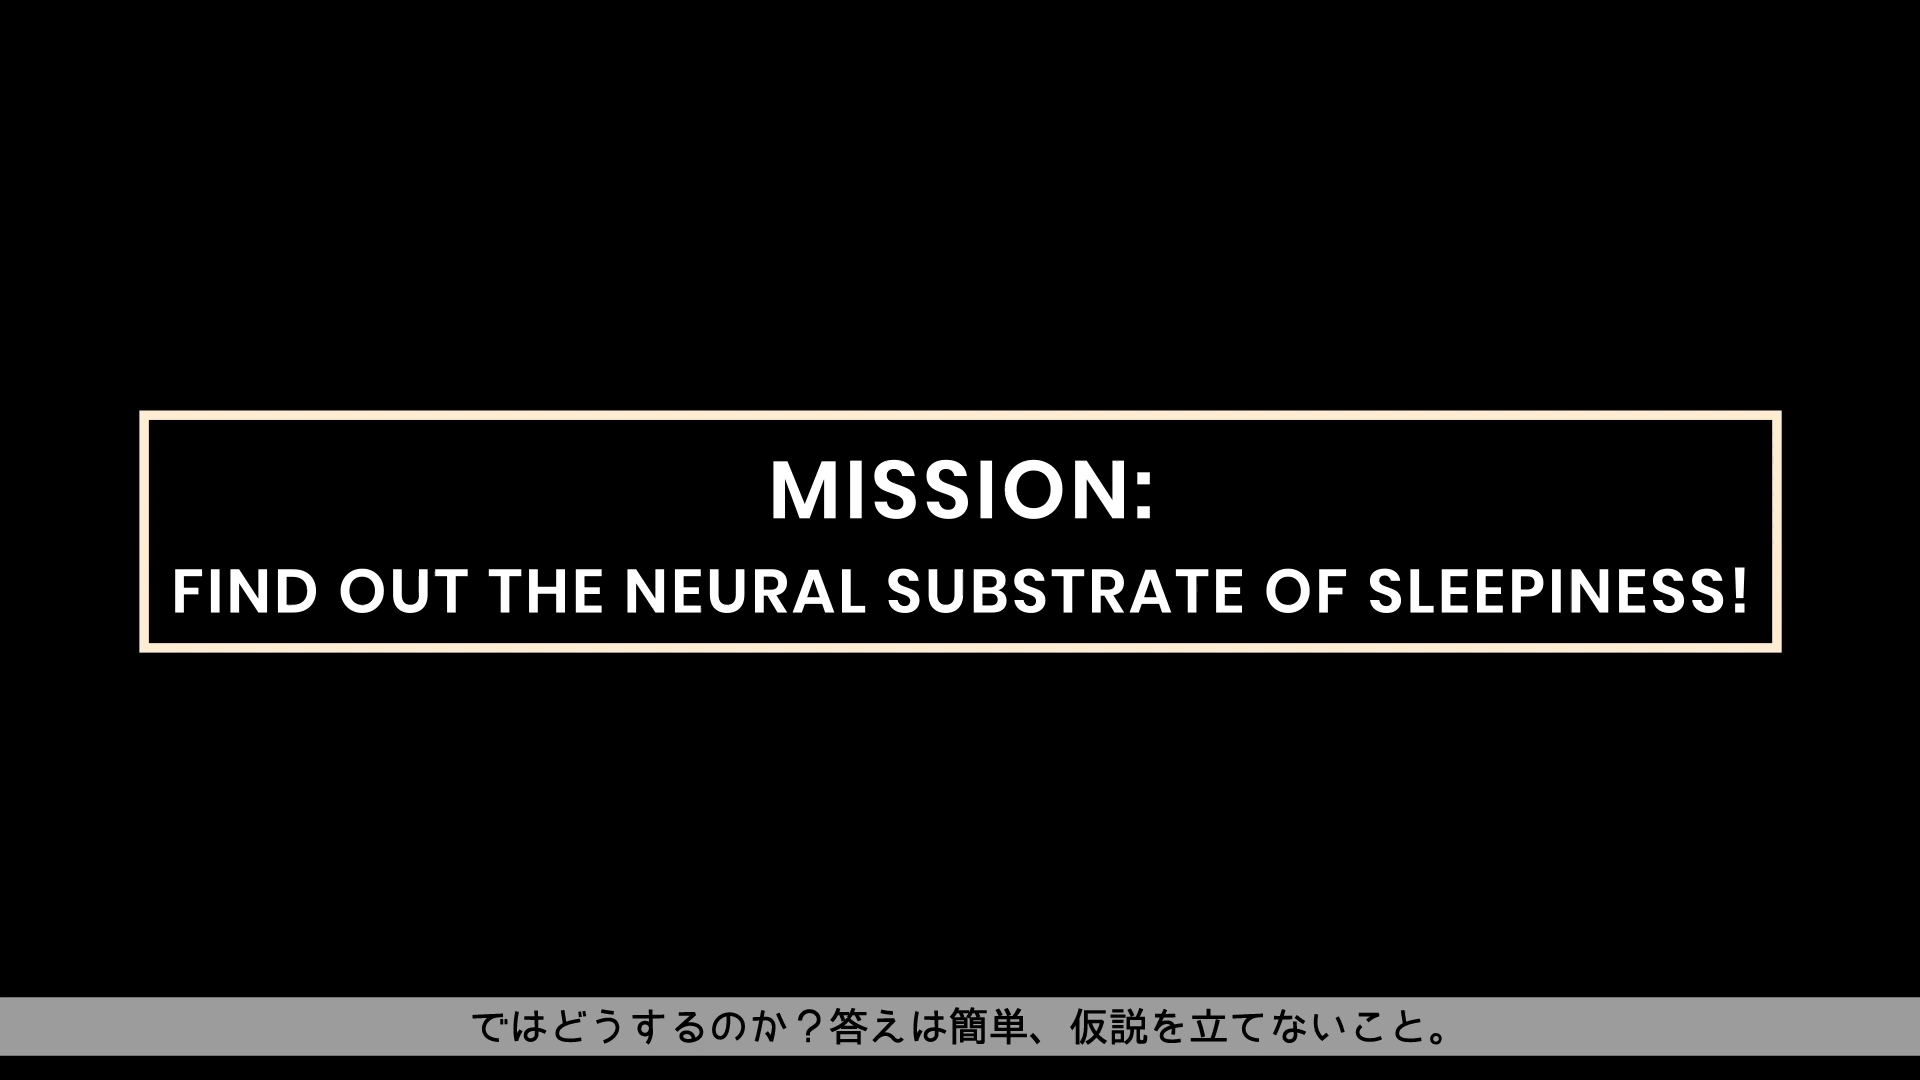 MISSION:
FIND OUT THE NEURAL SUBSTRATE OF SLEEPINESS!
ではどうするのか？答えは簡単、仮説を立てないこと。